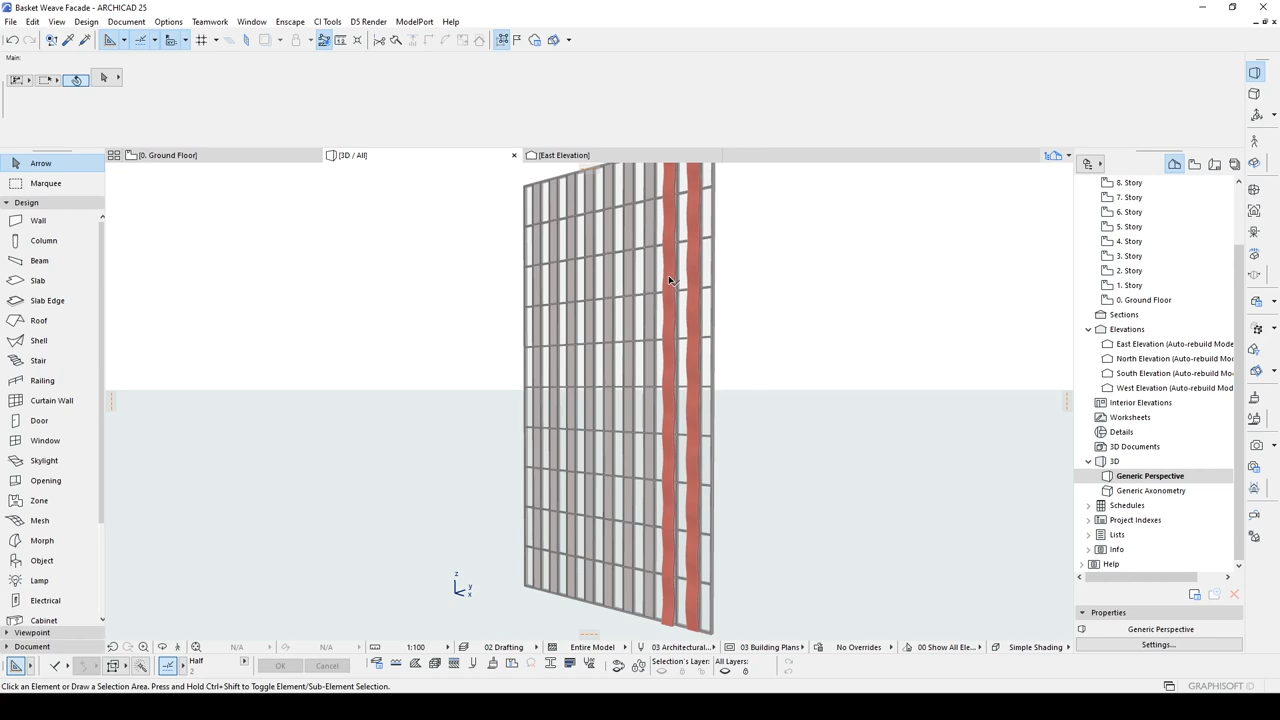 Basket Weave Facade - ARCHICAD 25
File Edit View Design Document Options Teamwork Window Enscape CI Tools D5 Render ModelPort Help
Main:
[0. Ground Floor]
[3D / All]
[East Elevation]
Arrow
Marquee
Design
Wall
Column
Beam
Slab
Slab Edge
Roof
Shell
Stair
Railing
Curtain Wall
Door
Window
Skylight
Opening
Zone
Mesh
Morph
Object
Lamp
Electrical
Cabinet
Viewpoint
Document
z
y
x
8. Story
7. Story
6. Story
5. Story
4. Story
3. Story
2. Story
1. Story
0. Ground Floor
Sections
Elevations
East Elevation (Auto-rebuild Mode
North Elevation (Auto-rebuild Mod
South Elevation (Auto-rebuild Mod
West Elevation (Auto-rebuild Mod
Interior Elevations
Worksheets
Details
3D Documents
3D
Generic Perspective
Generic Axonometry
Schedules
Project Indexes
Lists
Info
Help
Properties
Generic Perspective
Settings...
N/A N/A 1:100 02 Drafting Entire Model 03 Architectural... 03 Building Plans No Overrides 00 Show All Ele... Simple Shading
Half
2
OK Cancel
Selection's Layer:
All Layers:
Click an Element or Draw a Selection Area. Press and Hold Ctrl+Shift to Toggle Element/Sub-Element Selection.
GRAPHISOFT ID